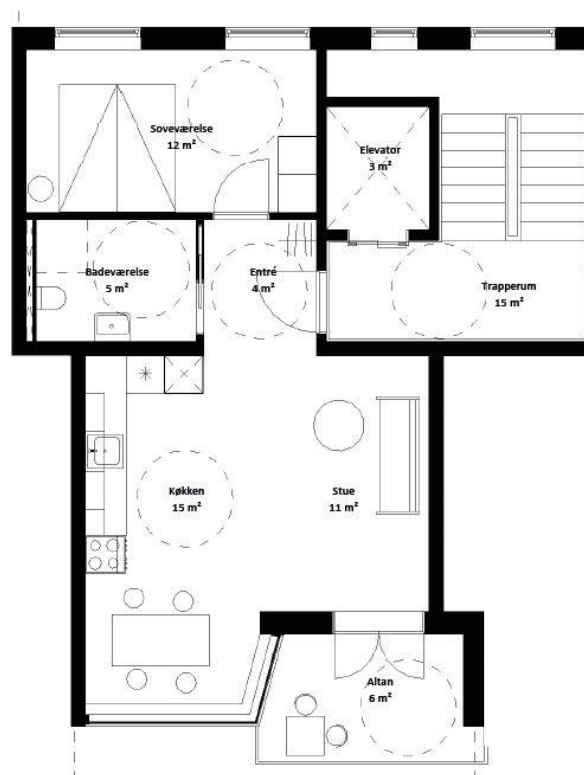 Soveværelse
12 m²
Elevator
3 m²
Badeværelse
5 m²
Entré
4 m²
Trapperum
15 m²
Køkken
15 m²
Stue
11 m²
Altan
6 m²